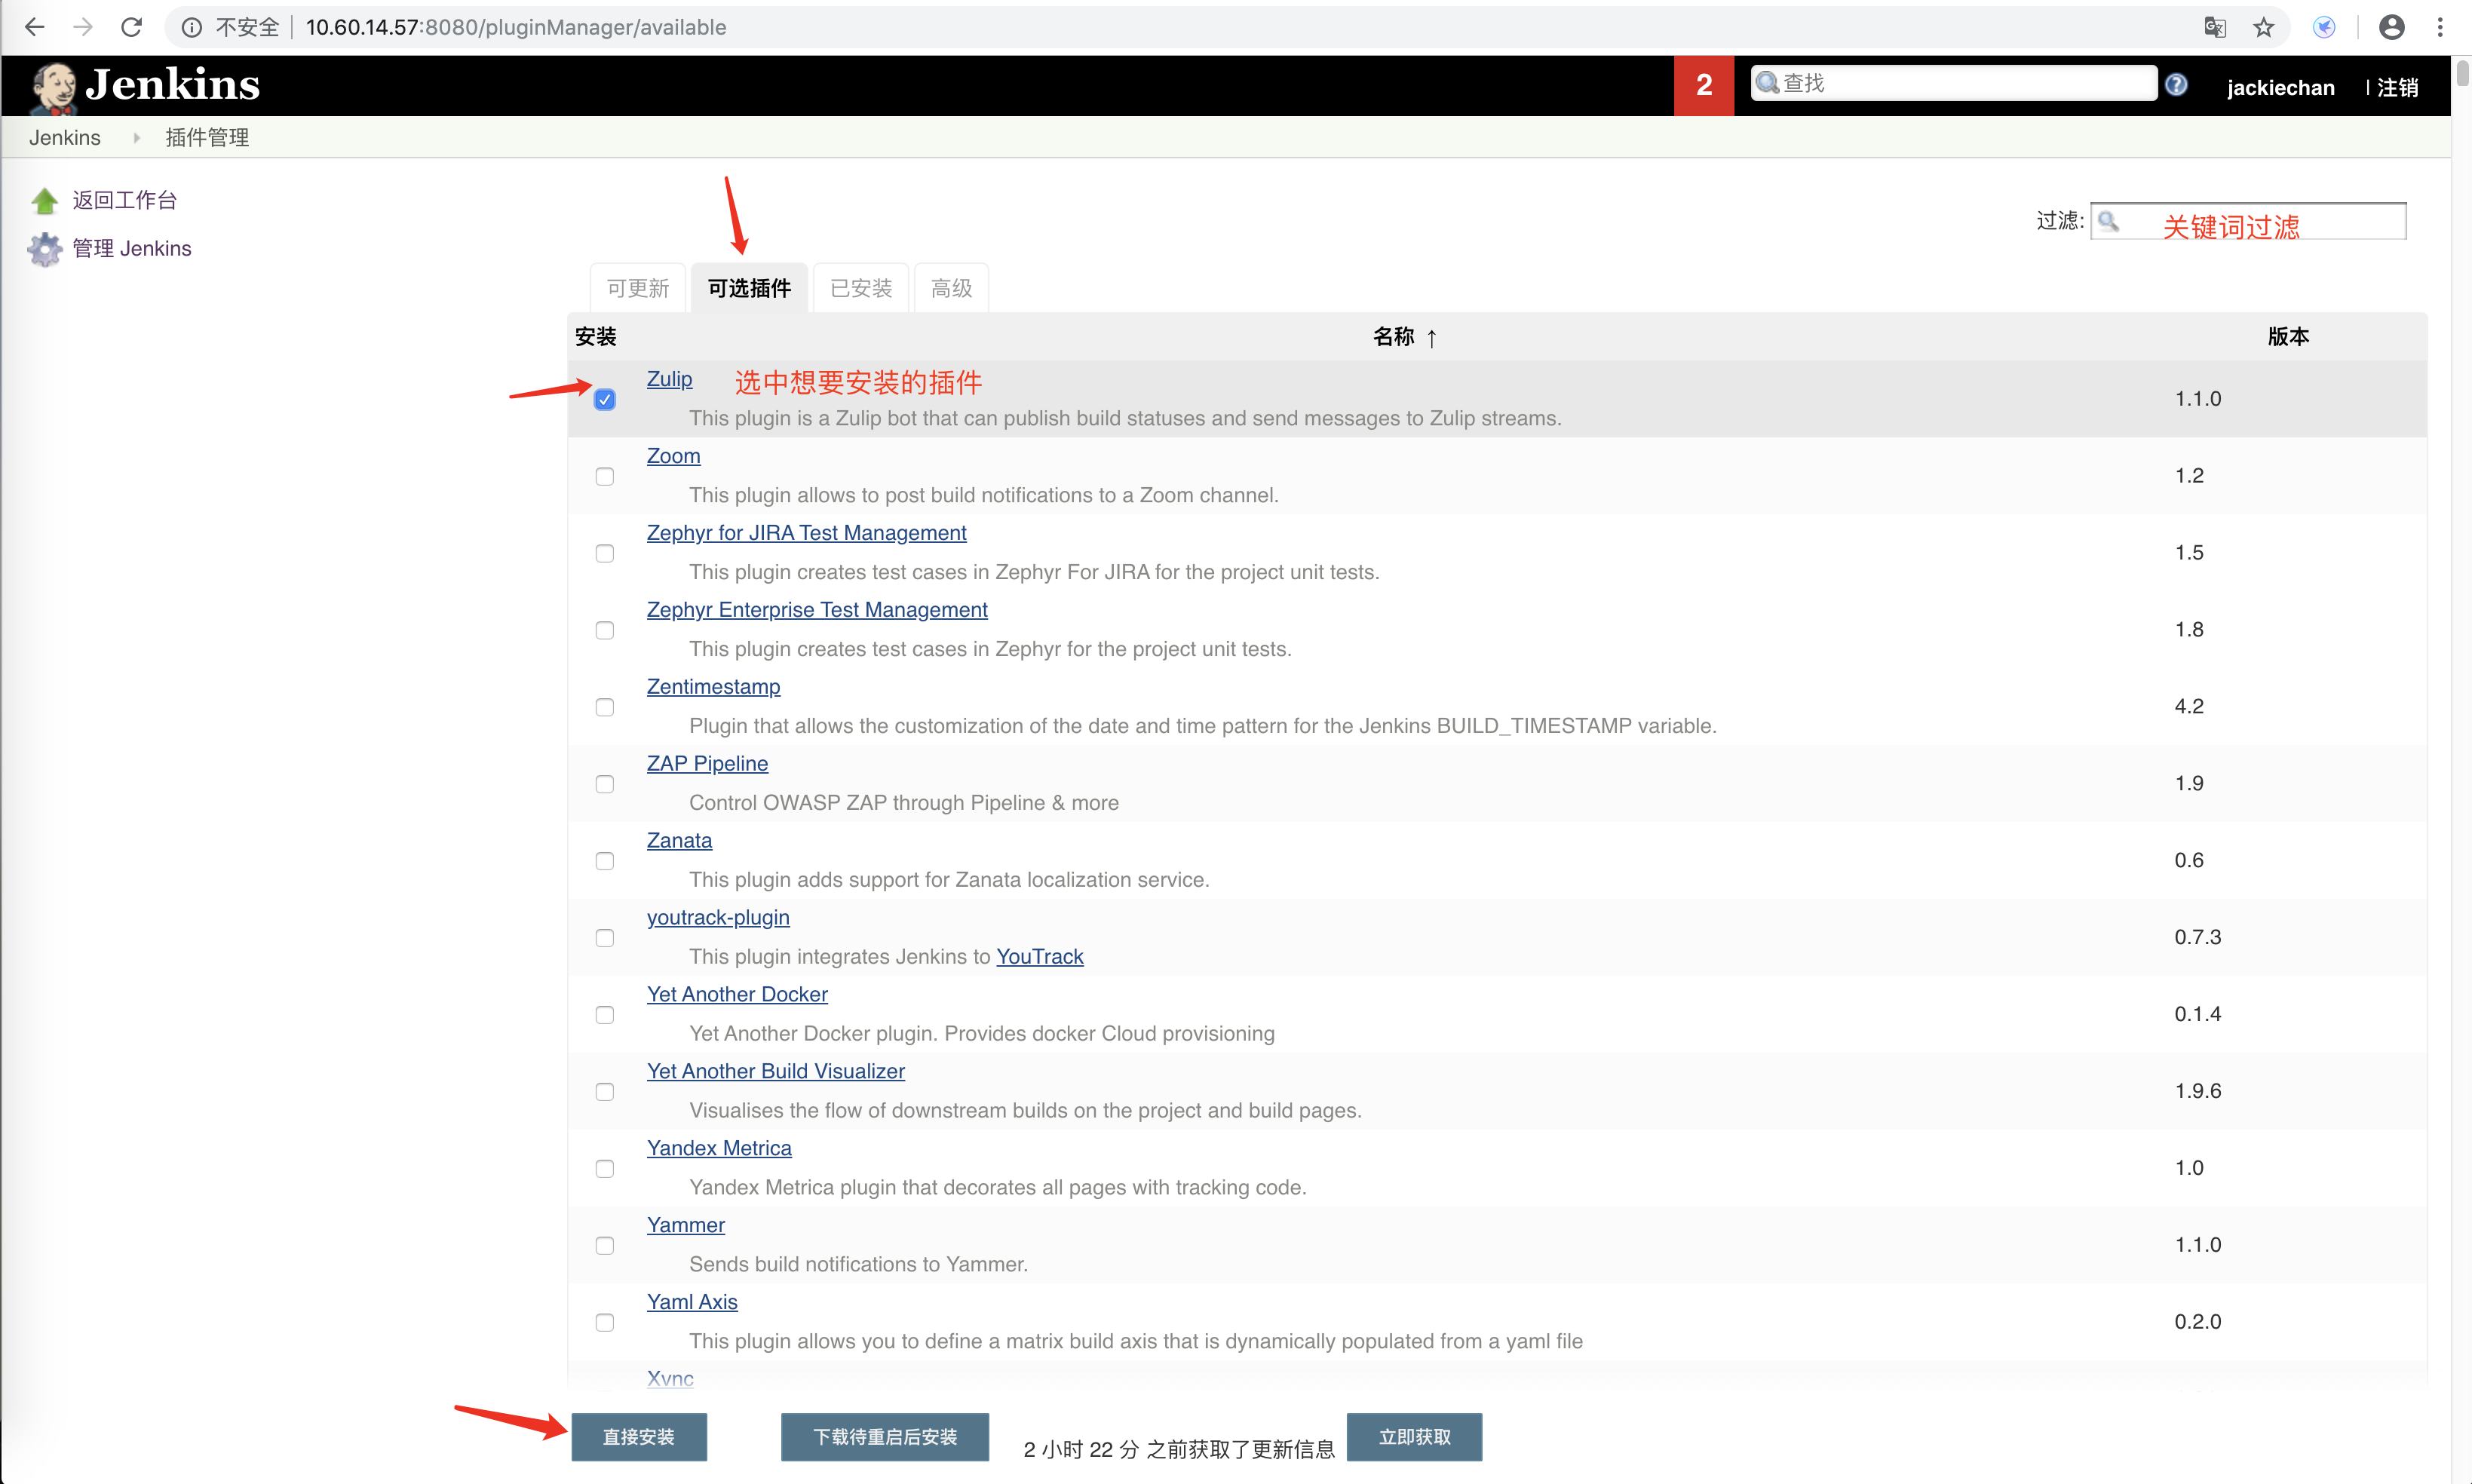 不安全 10.60.14.57:8080/pluginManager/available
Jenkins
2
查找
jackiechan
注销
Jenkins
插件管理
返回工作台
管理 Jenkins
过滤:
关键词过滤
可更新
可选插件
已安装
高级
安装 名称 ↑ 版本
Zulip 选中想要安装的插件
This plugin is a Zulip bot that can publish build statuses and send messages to Zulip streams.
1.1.0
Zoom
This plugin allows to post build notifications to a Zoom channel.
1.2
Zephyr for JIRA Test Management
This plugin creates test cases in Zephyr For JIRA for the project unit tests.
1.5
Zephyr Enterprise Test Management
This plugin creates test cases in Zephyr for the project unit tests.
1.8
Zentimestamp
Plugin that allows the customization of the date and time pattern for the Jenkins BUILD_TIMESTAMP variable.
4.2
ZAP Pipeline
Control OWASP ZAP through Pipeline & more
1.9
Zanata
This plugin adds support for Zanata localization service.
0.6
youtrack-plugin
This plugin integrates Jenkins to YouTrack
0.7.3
Yet Another Docker
Yet Another Docker plugin. Provides docker Cloud provisioning
0.1.4
Yet Another Build Visualizer
Visualises the flow of downstream builds on the project and build pages.
1.9.6
Yandex Metrica
Yandex Metrica plugin that decorates all pages with tracking code.
1.0
Yammer
Sends build notifications to Yammer.
1.1.0
Yaml Axis
This plugin allows you to define a matrix build axis that is dynamically populated from a yaml file
0.2.0
Xvnc
直接安装
下载待重启后安装
2 小时 22 分 之前获取了更新信息
立即获取